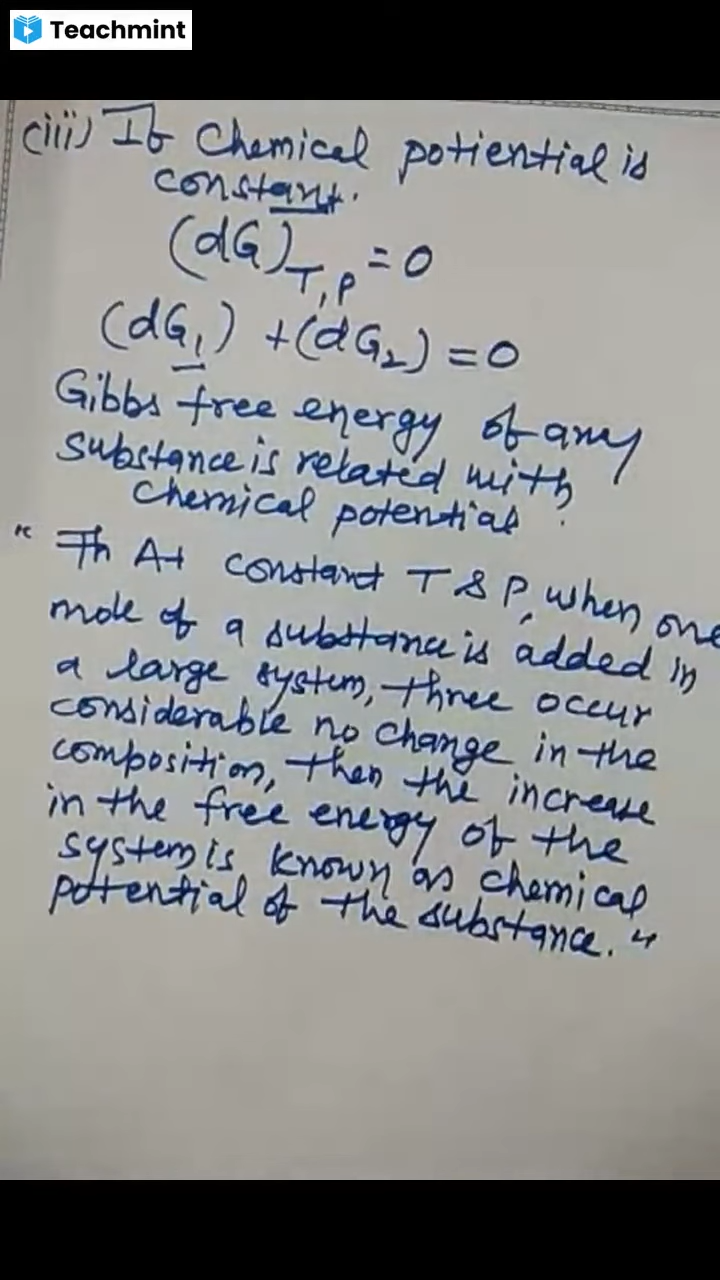 Teachmint
(iii) If Chemical potiential is
constant.
(dG)T,P = 0
(dG₁) + (dG₂) = 0
Gibbs free energy of any
substance is related with
Chemical potential.
" Th At constant T & P, when one
mole of a substance is added in
a large system, three occur
considerable no change in the
composition, then the increase
in the free energy of the
system is known as chemical
potential of the substance. "